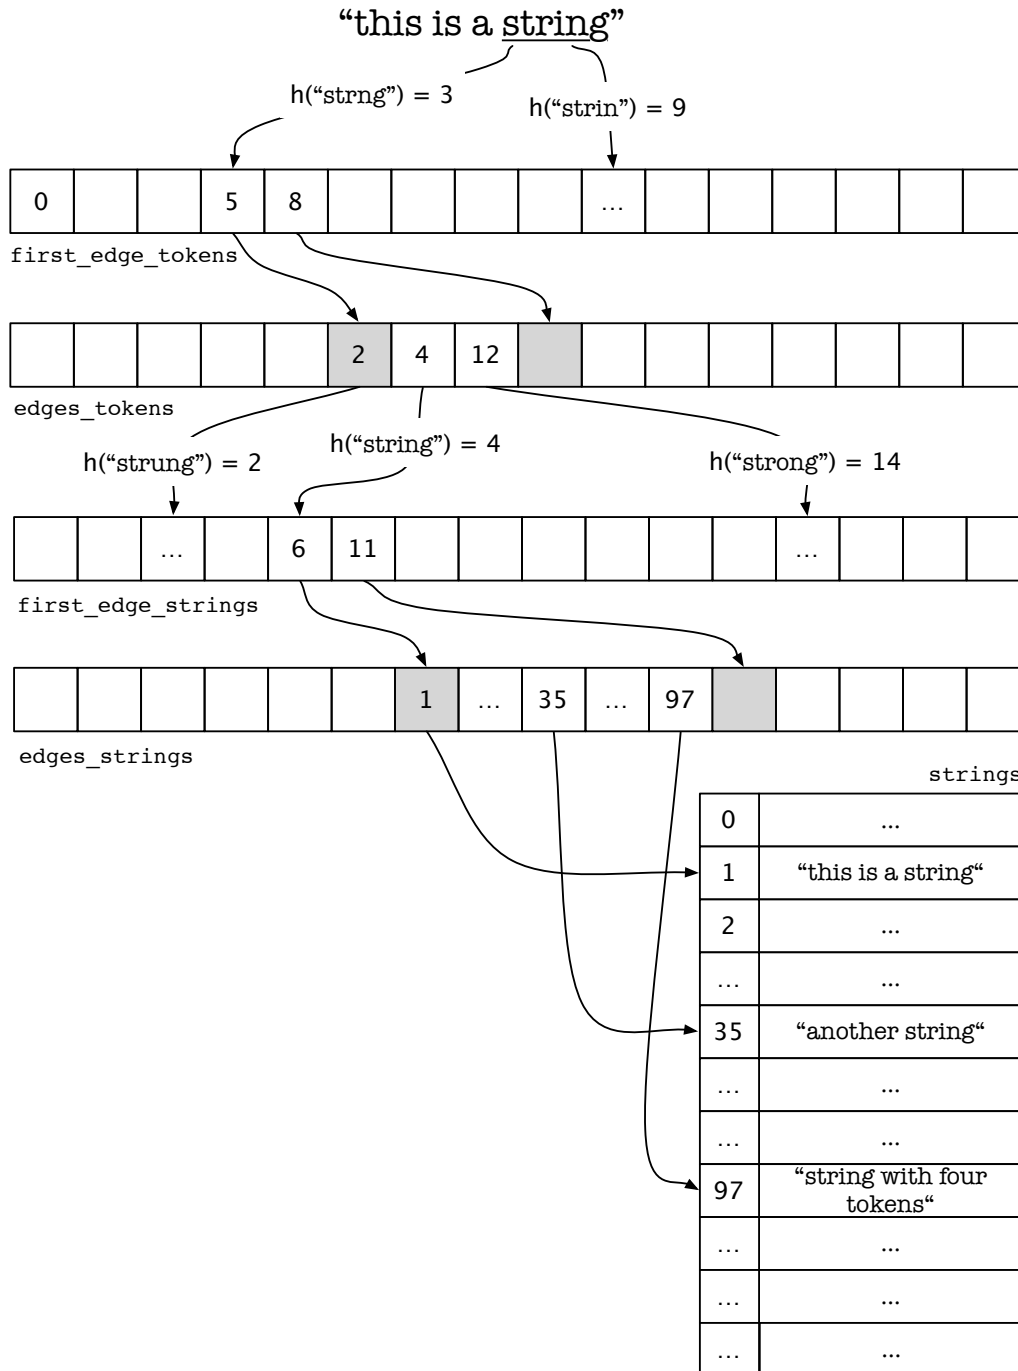 “this is a string”
h(“strng”) = 3
h(“strin”) = 9
0 5 8 ...
first_edge_tokens
2 4 12
edges_tokens
h(“strung”) = 2
h(“string”) = 4
h(“strong”) = 14
... 6 11 ...
first_edge_strings
1 ... 35 ... 97
edges_strings
strings
0 ...
1 “this is a string“
2 ...
... ...
35 “another string“
... ...
... ...
97 “string with four
tokens“
... ...
... ...
... ...